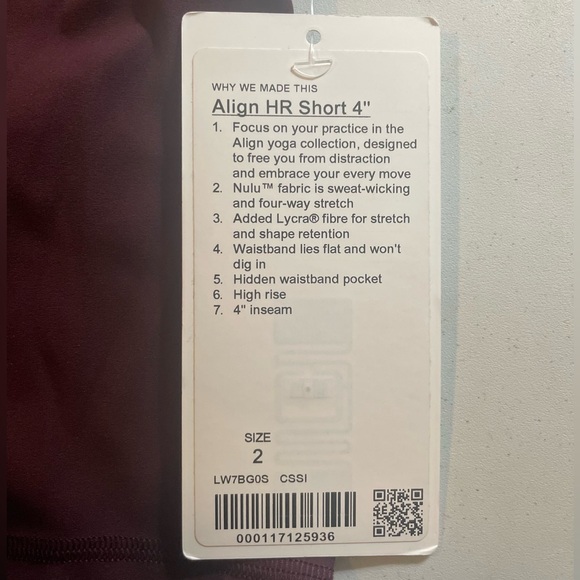 WHY WE MADE THIS
Align HR Short 4"
1. Focus on your practice in the
Align yoga collection, designed
to free you from distraction
and embrace your every move
2. Nulu™ fabric is sweat-wicking
and four-way stretch
3. Added Lycra® fibre for stretch
and shape retention
4. Waistband lies flat and won't
dig in
5. Hidden waistband pocket
6. High rise
7. 4" inseam
SIZE
2
LW7BG0S CSSI
000117125936